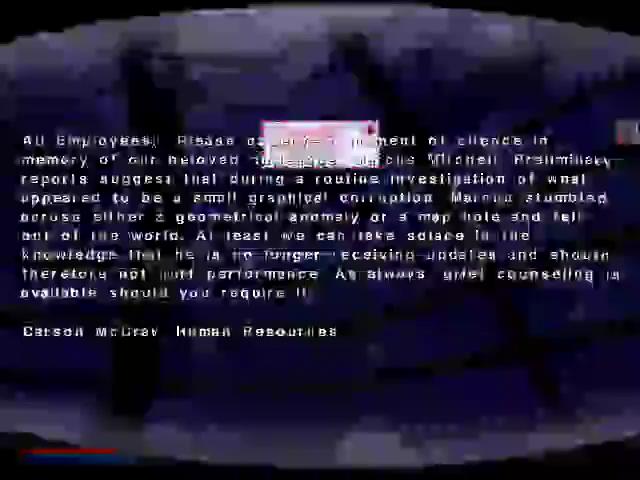 All Employees: Please observe a moment of silence in
memory of our beloved Marcus Mitchell. Preliminary
reports suggest that during a routine investigation of what
appeared to be a small graphical corruption Marcus stumbled
across either a geometrical anomaly or a map hole and fell
out of the world. At least we can take solace in the
knowledge that he is no longer receiving updates and should
therefore not hurt performance. As always, grief counseling is
available should you require it.
Carson McGray, Human Resources